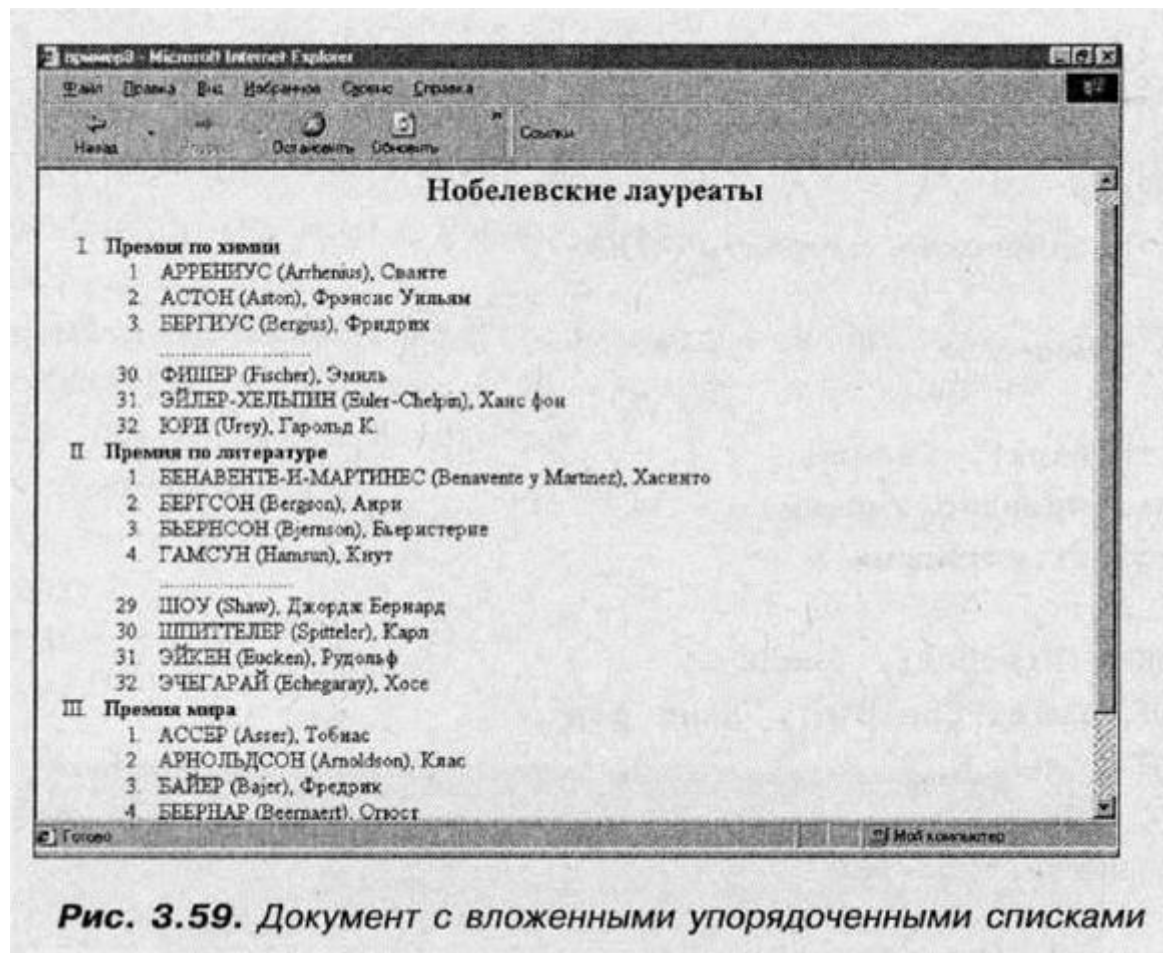 пример3 - Microsoft Internet Explorer
Файл Правка Вид Избранное Сервис Справка
Назад Остановить Обновить » Ссылки
Нобелевские лауреаты
I. Премия по химии
1. АРРЕНИУС (Arrhenius), Сванте
2. АСТОН (Aston), Фрэнсис Уильям
3. БЕРГИУС (Bergius), Фридрих
..............................
30. ФИШЕР (Fischer), Эмиль
31. ЭЙЛЕР-ХЕЛЬПИН (Euler-Chelpin), Ханс фон
32. ЮРИ (Urey), Гарольд К.
II. Премия по литературе
1. БЕНАВЕНТЕ-И-МАРТИНЕС (Benavente y Martinez), Хасинто
2. БЕРГСОН (Bergson), Анри
3. БЬЕРНСОН (Bjernson), Бьернстерне
4. ГАМСУН (Hamsun), Кнут
...........................
29. ШОУ (Shaw), Джордж Бернард
30. ШПИТТЕЛЕР (Spitteler), Карл
31. ЭЙКЕН (Eucken), Рудольф
32. ЭЧЕГАРАЙ (Echegaray), Хосе
III. Премия мира
1. АССЕР (Asser), Тобиас
2. АРНОЛЬДСОН (Arnoldson), Клас
3. БАЙЕР (Bajer), Фредрик
4. БЕЕРНАР (Beernaert), Огюст
Готово Мой компьютер
Рис. 3.59. Документ с вложенными упорядоченными списками